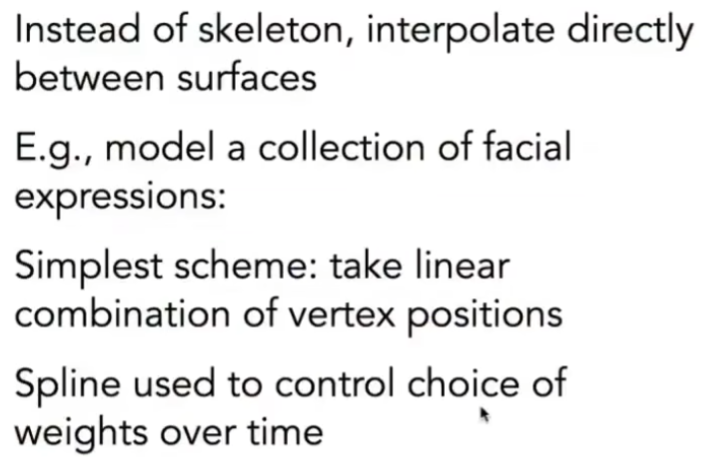 Instead of skeleton, interpolate directly
between surfaces
E.g., model a collection of facial
expressions:
Simplest scheme: take linear
combination of vertex positions
Spline used to control choice of
weights over time